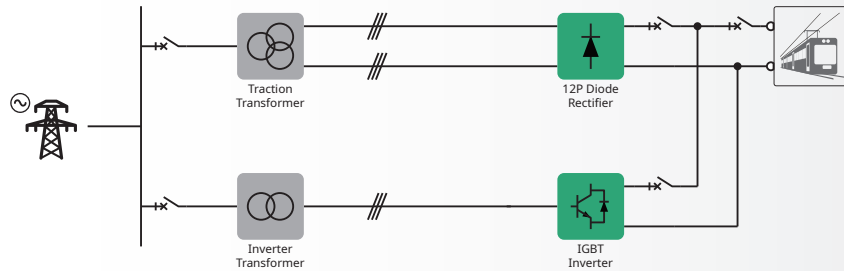 Traction
Transformer
12P Diode
Rectifier
Inverter
Transformer
IGBT
Inverter